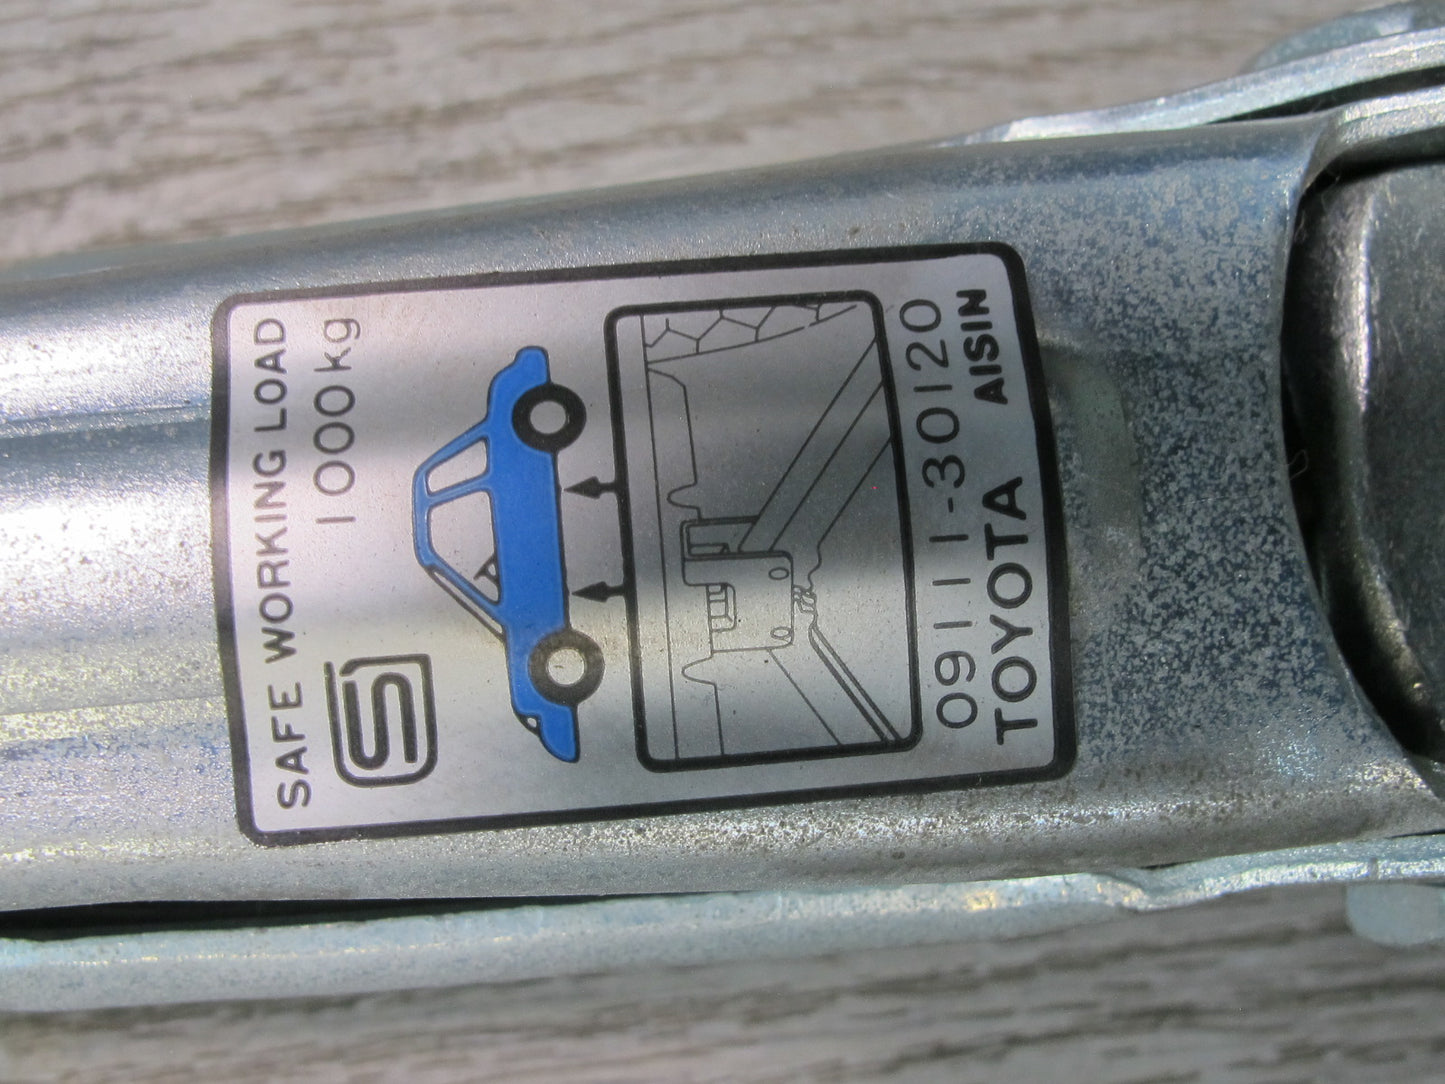 SAFE WORKING LOAD
1000kg
S
09111-30120
TOYOTA AISIN